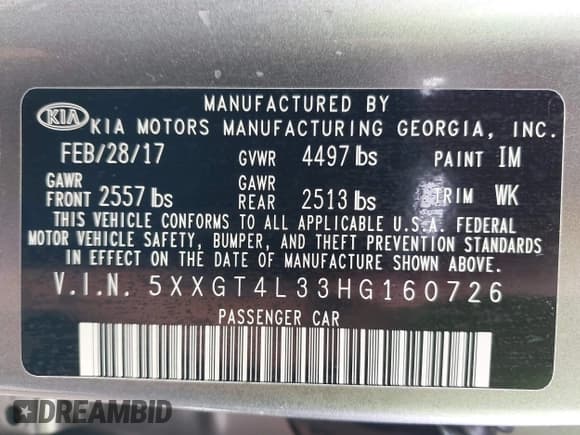 MANUFACTURED BY
KIA KIA MOTORS MANUFACTURING GEORGIA, INC.
FEB/28/17 GVWR 4497 lbs PAINT IM
GAWR FRONT 2557 lbs GAWR REAR 2513 lbs TRIM WK
THIS VEHICLE CONFORMS TO ALL APPLICABLE U.S.A. FEDERAL
MOTOR VEHICLE SAFETY, BUMPER, AND THEFT PREVENTION STANDARDS
IN EFFECT ON THE DATE OF MANUFACTURE SHOWN ABOVE.
V.I.N. 5XXGT4L33HG160726
PASSENGER CAR
DREAMBID